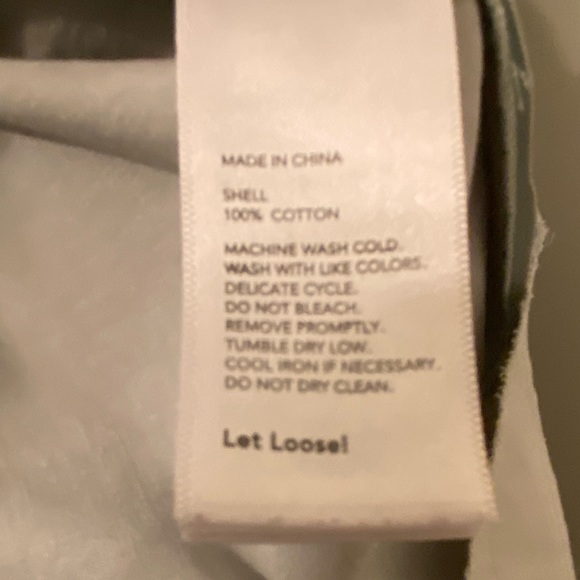 MADE IN CHINA
SHELL
100% COTTON
MACHINE WASH COLD.
WASH WITH LIKE COLORS.
DELICATE CYCLE.
DO NOT BLEACH.
REMOVE PROMPTLY.
TUMBLE DRY LOW.
COOL IRON IF NECESSARY.
DO NOT DRY CLEAN.
Let Loose!